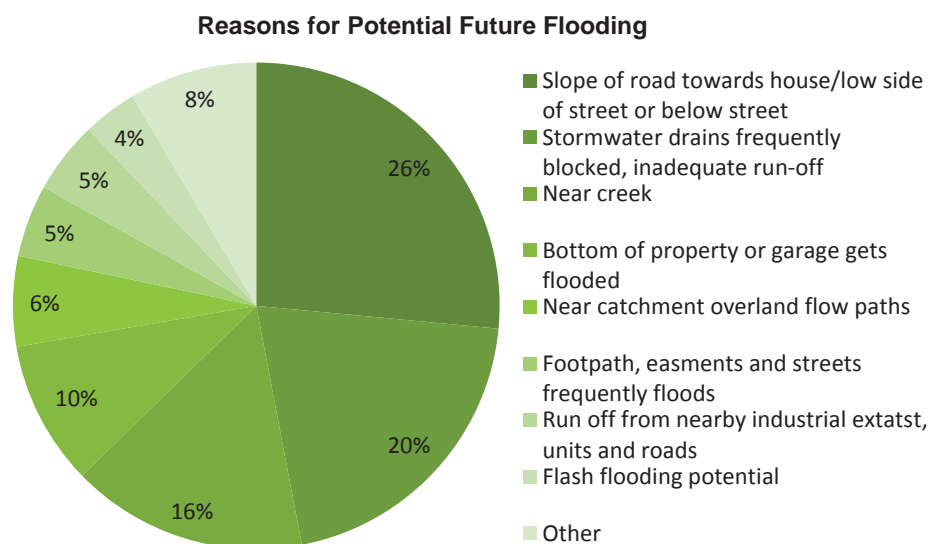 Reasons for Potential Future Flooding
8%
4%
5%
5%
6%
10%
16%
20%
26%
Slope of road towards house/low side
of street or below street
Stormwater drains frequently
blocked, inadequate run-off
Near creek
Bottom of property or garage gets
flooded
Near catchment overland flow paths
Footpath, easments and streets
frequently floods
Run off from nearby industrial extatst,
units and roads
Flash flooding potential
Other